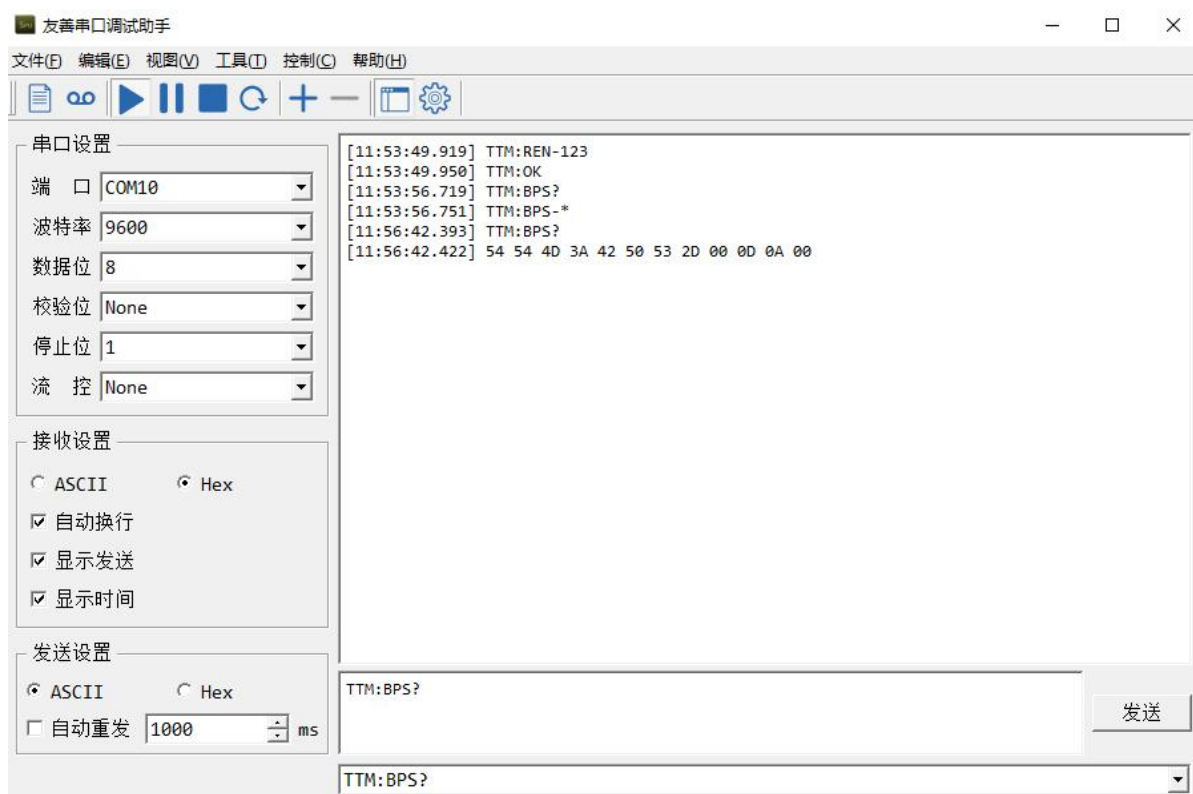 友善串口调试助手
文件(F) 编辑(E) 视图(V) 工具(T) 控制(C) 帮助(H)
串口设置
端 口 COM10
波特率 9600
数据位 8
校验位 None
停止位 1
流 控 None
接收设置
ASCII Hex
自动换行
显示发送
显示时间
发送设置
ASCII Hex
自动重发 1000 ms
[11:53:49.919] TTM:REN-123
[11:53:49.950] TTM:OK
[11:53:56.719] TTM:BPS?
[11:53:56.751] TTM:BPS-*
[11:56:42.393] TTM:BPS?
[11:56:42.422] 54 54 4D 3A 42 50 53 2D 00 0D 0A 00
TTM:BPS?
发送
TTM:BPS?